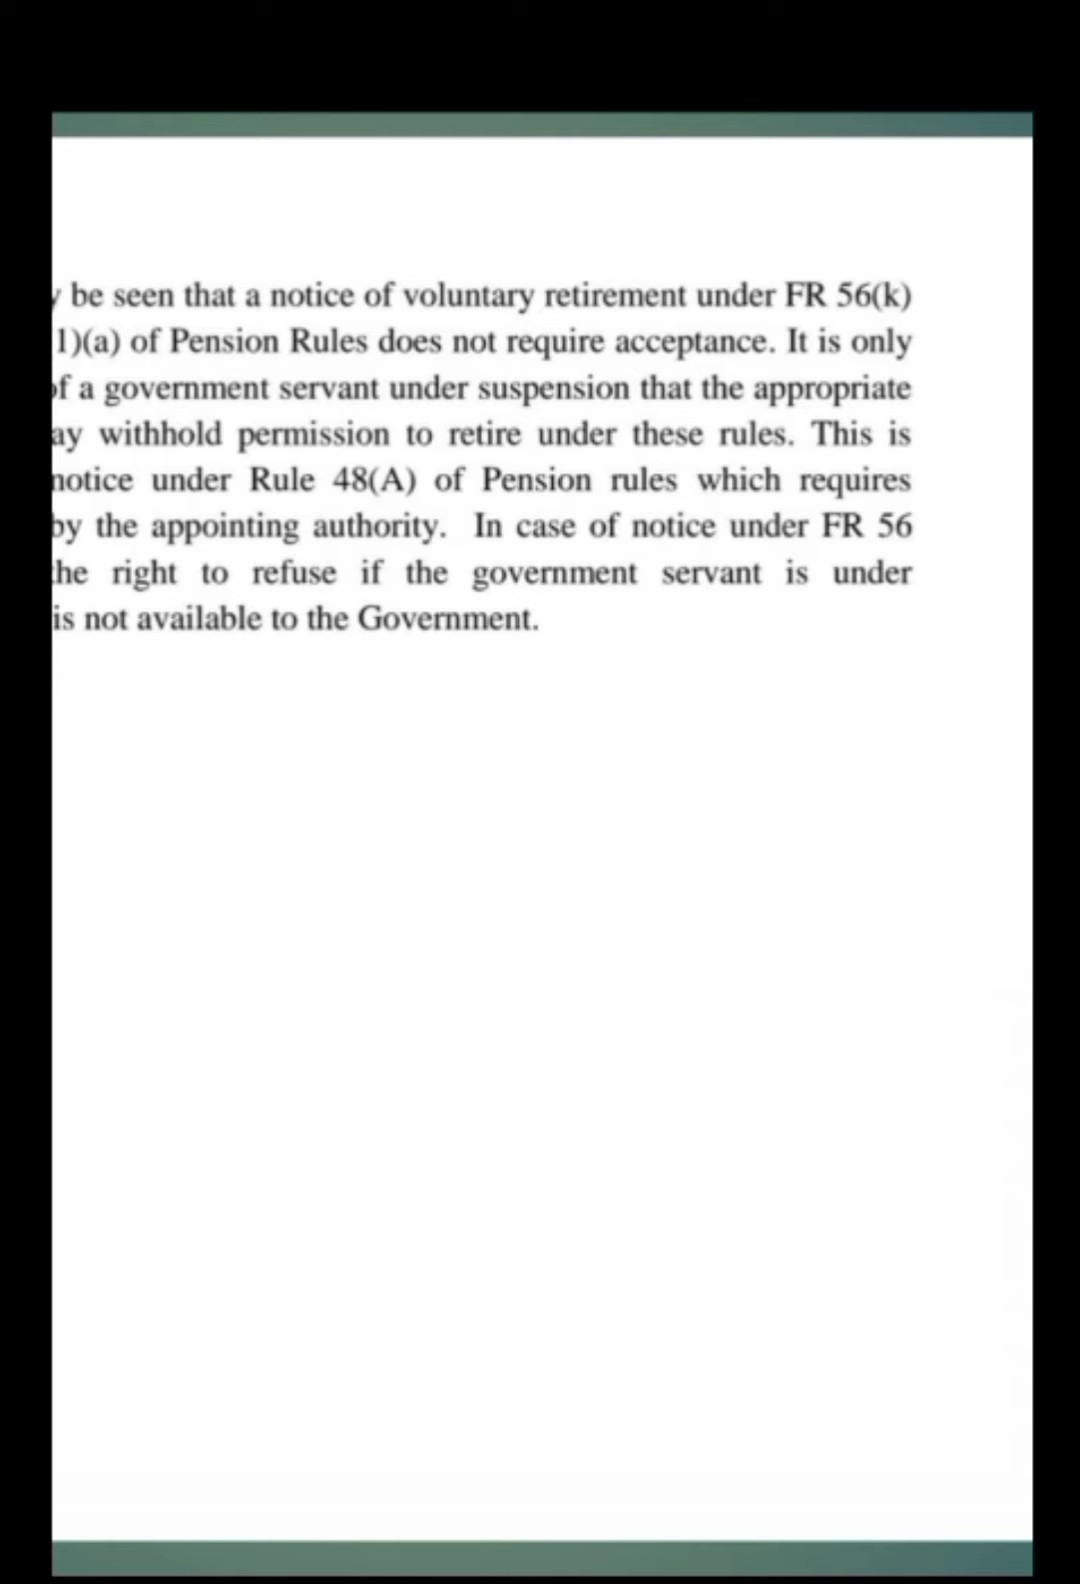 be seen that a notice of voluntary retirement under FR 56(k)
1)(a) of Pension Rules does not require acceptance. It is only
of a government servant under suspension that the appropriate
ay withhold permission to retire under these rules. This is
notice under Rule 48(A) of Pension rules which requires
by the appointing authority. In case of notice under FR 56
the right to refuse if the government servant is under
is not available to the Government.